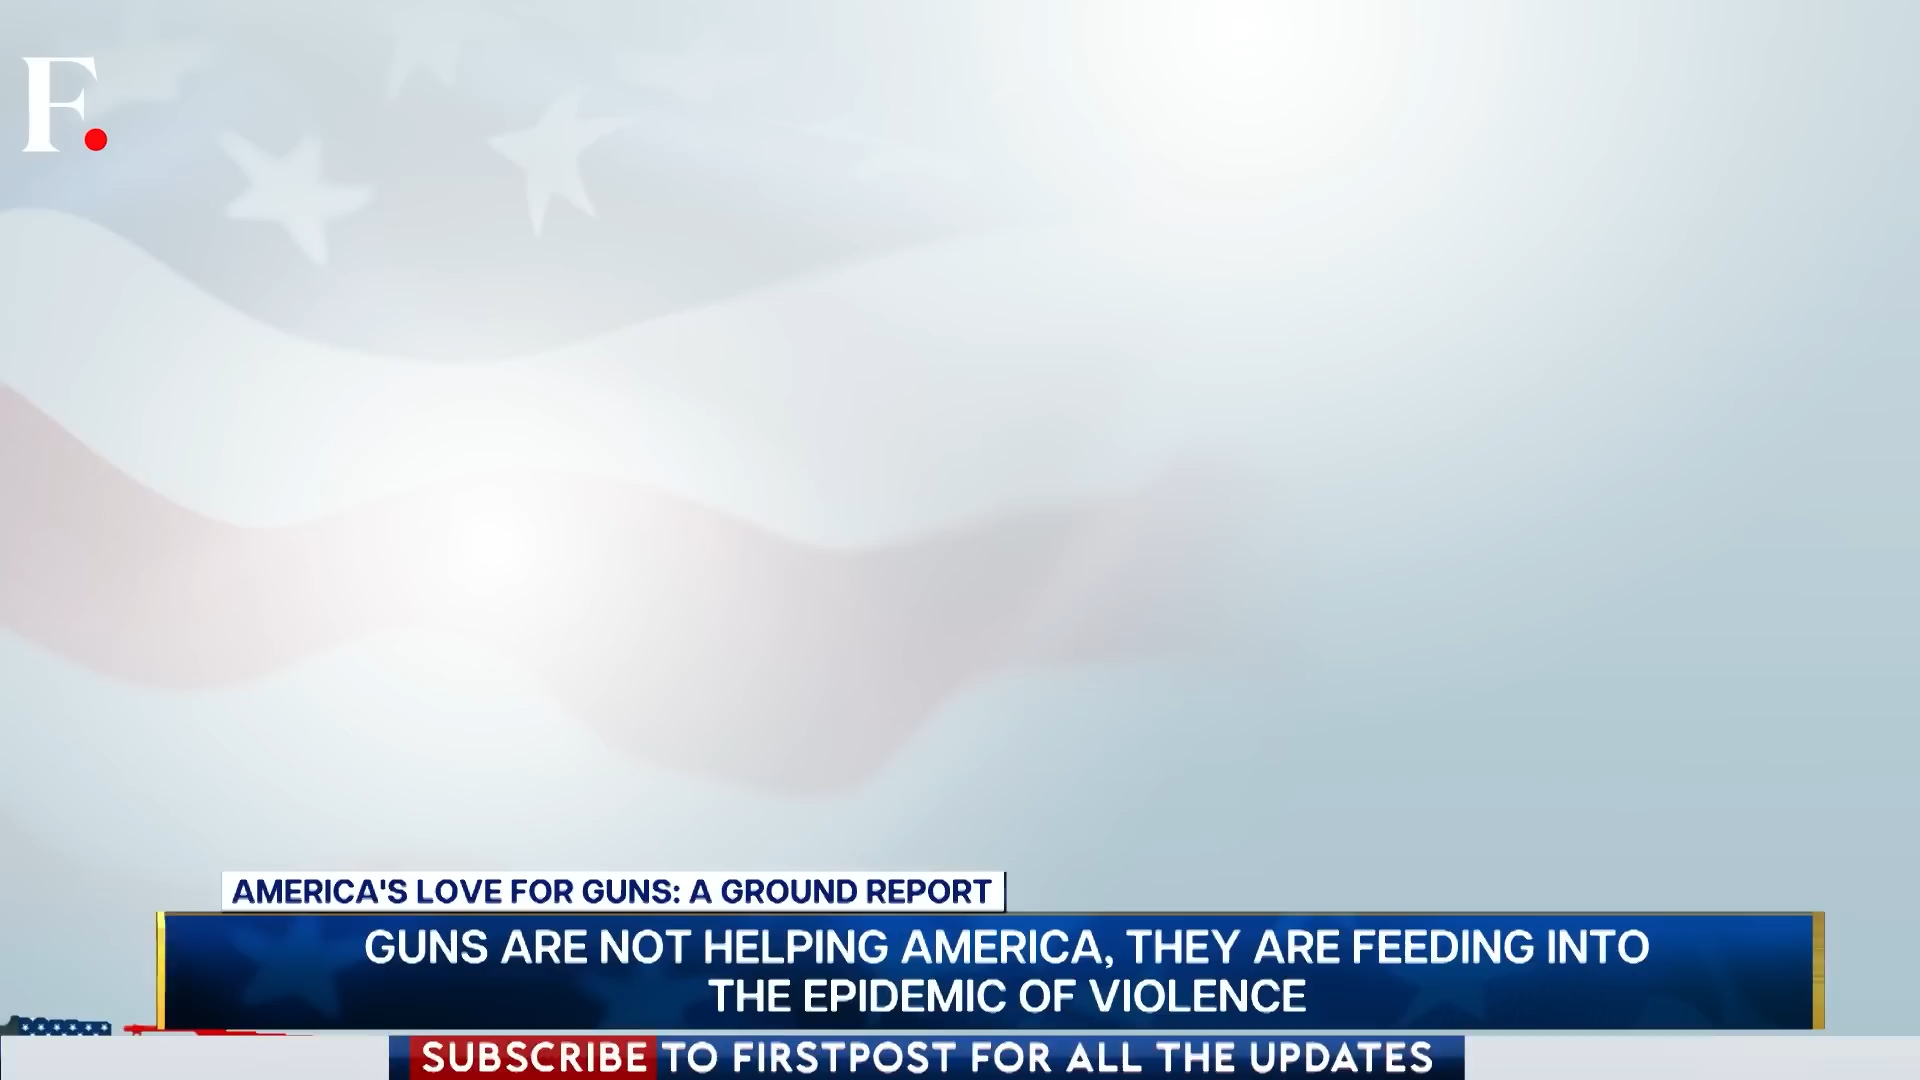 F.
AMERICA'S LOVE FOR GUNS: A GROUND REPORT
GUNS ARE NOT HELPING AMERICA, THEY ARE FEEDING INTO
THE EPIDEMIC OF VIOLENCE
SUBSCRIBE TO FIRSTPOST FOR ALL THE UPDATES